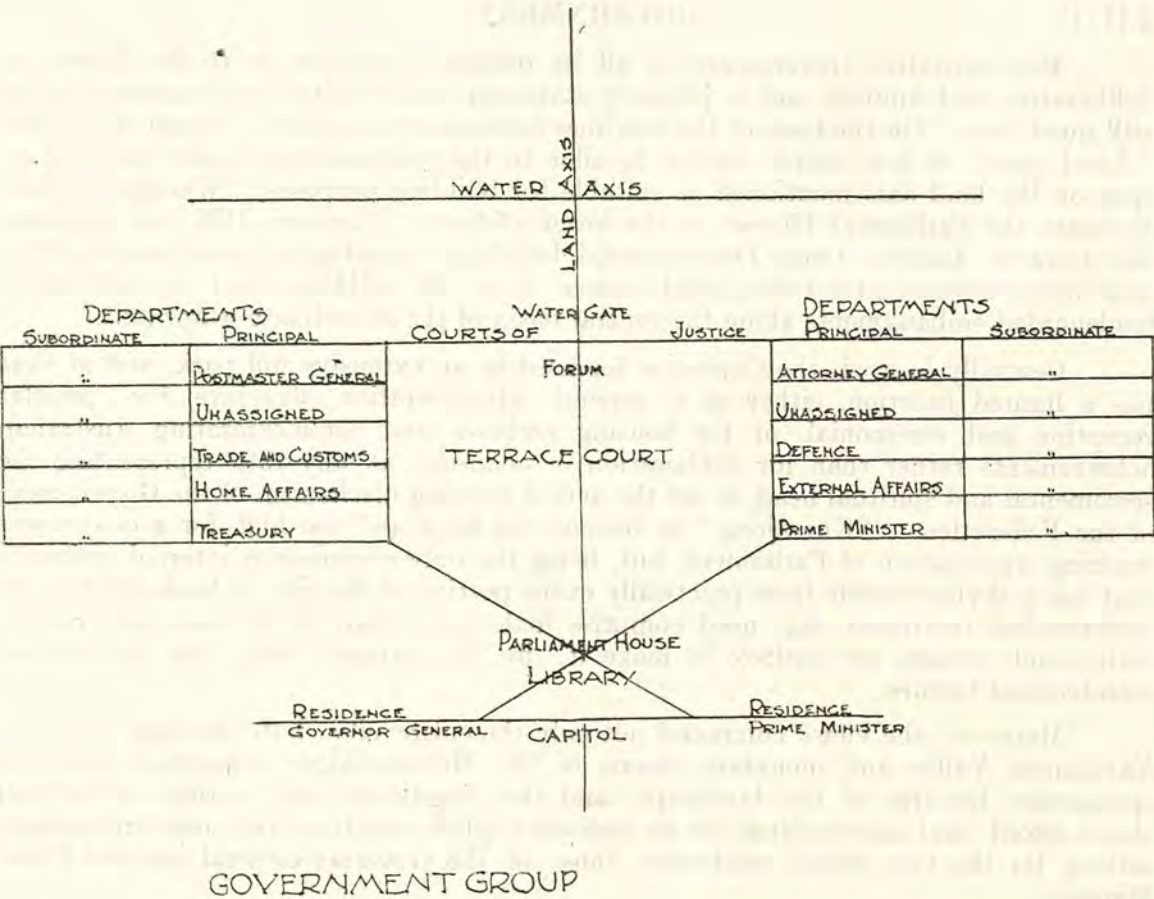 LAND AXIS
WATER AXIS
WATER GATE
DEPARTMENTS
DEPARTMENTS
SUBORDINATE PRINCIPAL COURTS OF JUSTICE PRINCIPAL SUBORDINATE
" POSTMASTER GENERAL FORUM ATTORNEY GENERAL "
" UNASSIGNED UNASSIGNED "
" TRADE AND CUSTOMS TERRACE COURT DEFENCE "
" HOME AFFAIRS EXTERNAL AFFAIRS "
" TREASURY PRIME MINISTER "
PARLIAMENT HOUSE
LIBRARY
RESIDENCE RESIDENCE
GOVERNOR GENERAL CAPITOL PRIME MINISTER
GOVERNMENT GROUP